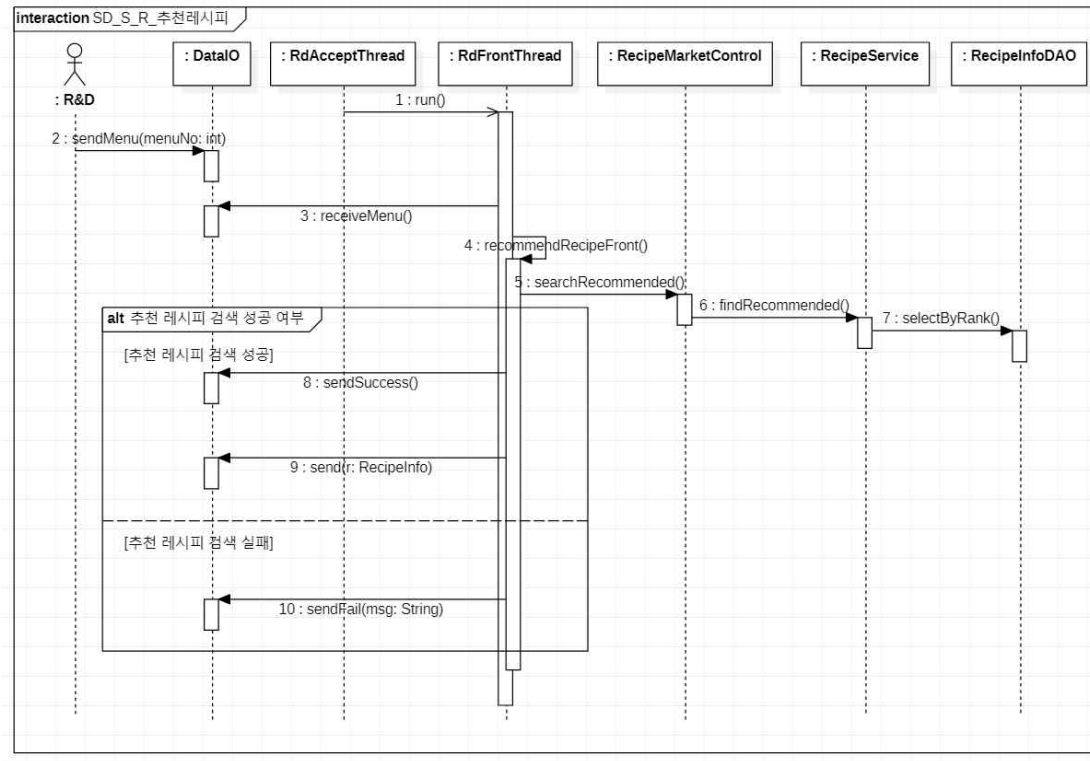 interaction SD_S_R_추천레시피
: R&D
: DataIO
: RdAcceptThread
: RdFrontThread
: RecipeMarketControl
: RecipeService
: RecipeInfoDAO
1 : run()
2 : sendMenu(menuNo: int)
3 : receiveMenu()
4 : recommendRecipeFront()
5 : searchRecommended()
6 : findRecommended()
7 : selectByRank()
alt 추천 레시피 검색 성공 여부
[추천 레시피 검색 성공]
8 : sendSuccess()
9 : send(r: RecipeInfo)
[추천 레시피 검색 실패]
10 : sendFail(msg: String)